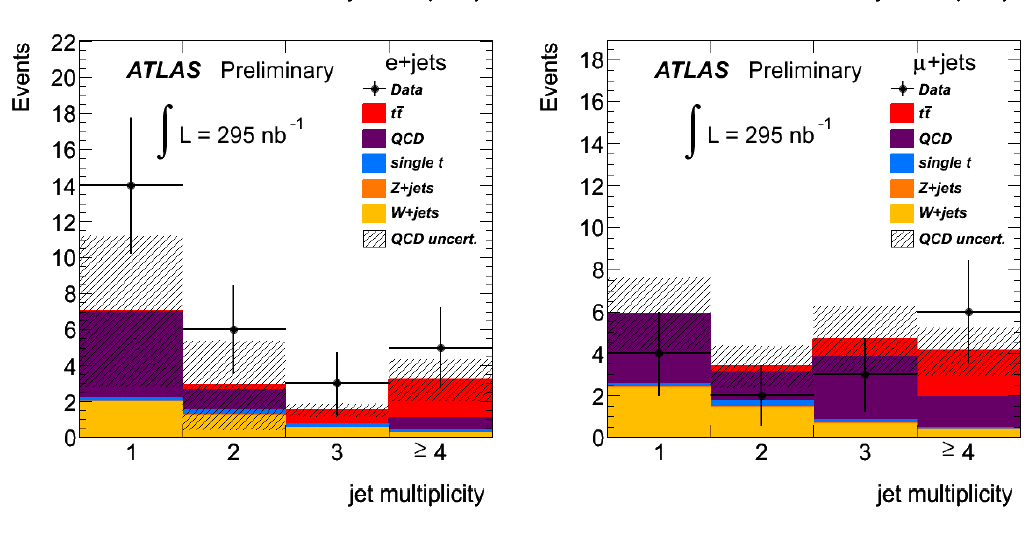 22
20
18
16
14
12
10
8
6
4
2
0
Events
ATLAS Preliminary
e+jets
∫ L = 295 nb⁻¹
Data
tt̄
QCD
single t
Z+jets
W+jets
QCD uncert.
1 2 3 ≥ 4
jet multiplicity
18
16
14
12
10
8
6
4
2
0
Events
ATLAS Preliminary
μ+jets
∫ L = 295 nb⁻¹
Data
tt̄
QCD
single t
Z+jets
W+jets
QCD uncert.
1 2 3 ≥ 4
jet multiplicity